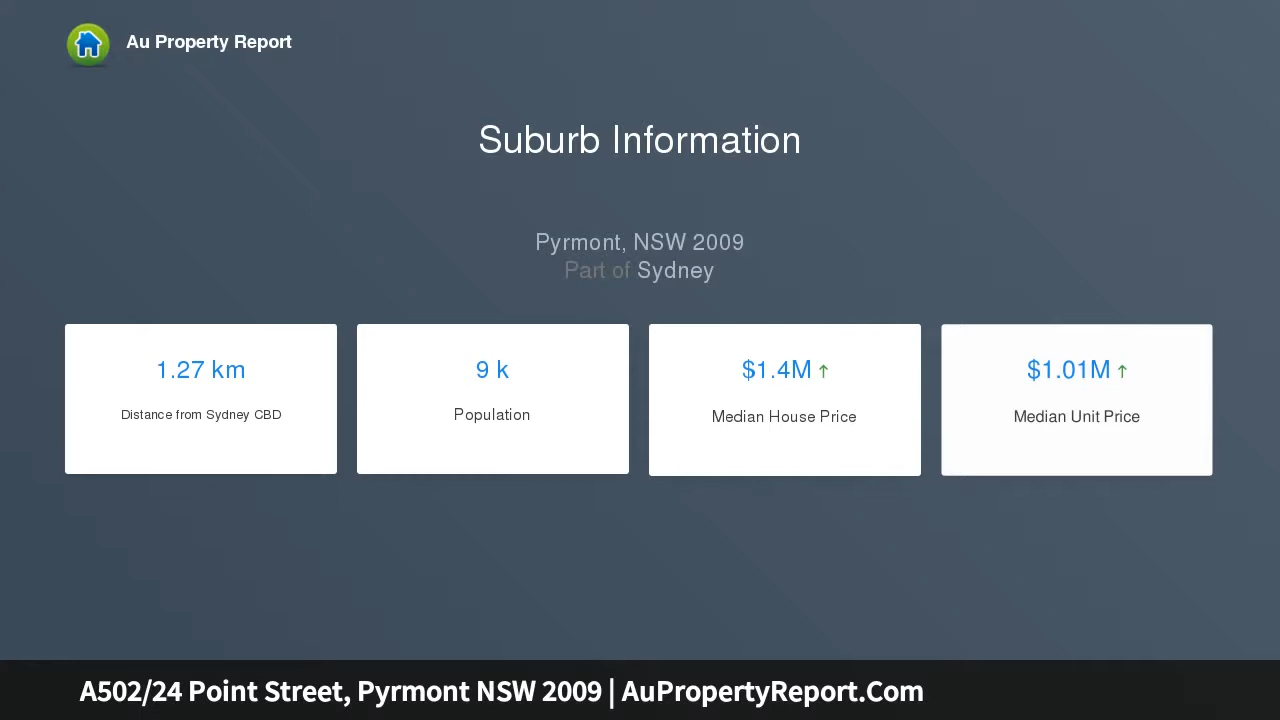 Au Property Report
Suburb Information
Pyrmont, NSW 2009
Part of Sydney
1.27 km
Distance from Sydney CBD
9 k
Population
$1.4M ↑
Median House Price
$1.01M ↑
Median Unit Price
A502/24 Point Street, Pyrmont NSW 2009 | AuPropertyReport.Com